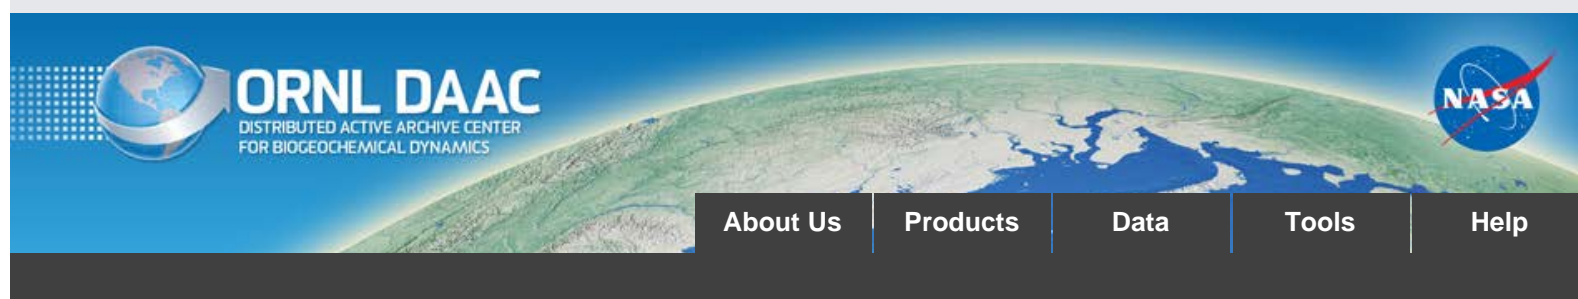 ORNL DAAC
DISTRIBUTED ACTIVE ARCHIVE CENTER
FOR BIOGEOCHEMICAL DYNAMICS
NASA
About Us Products Data Tools Help